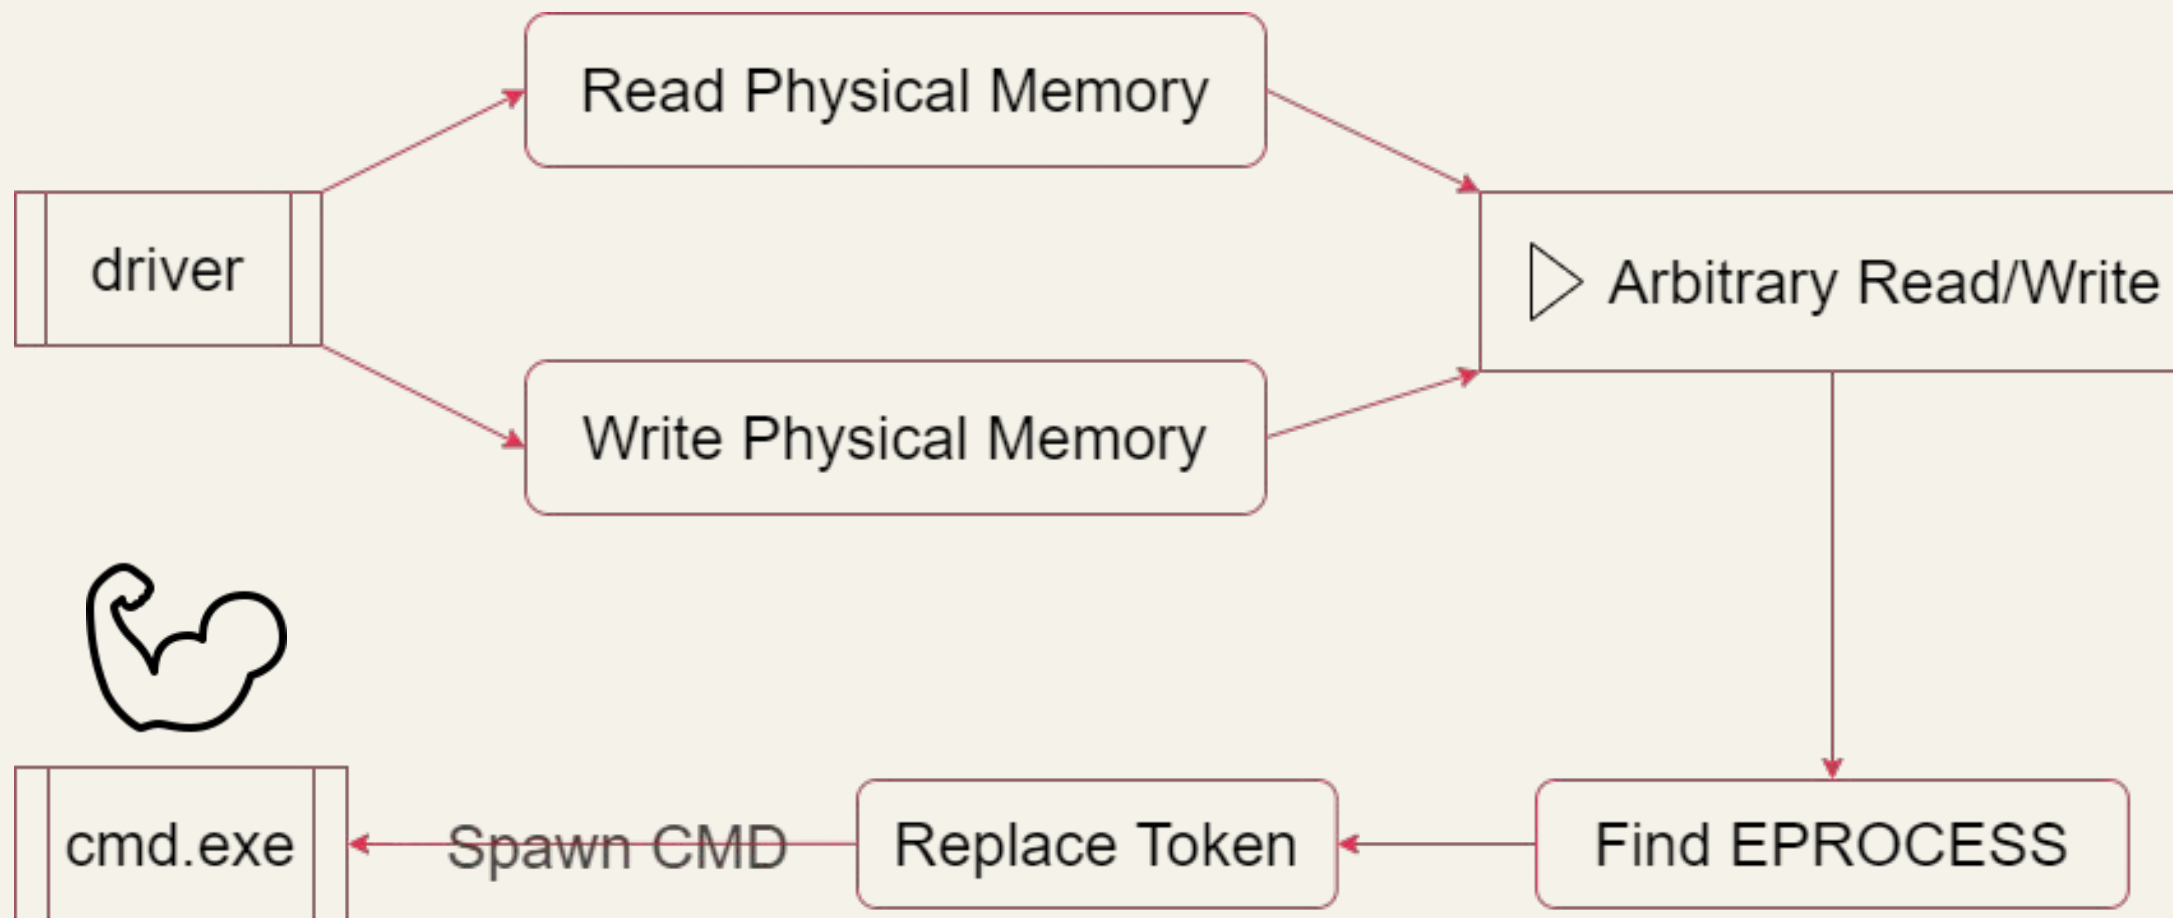 Read Physical Memory
driver
Arbitrary Read/Write
Write Physical Memory
cmd.exe
Spawn CMD
Replace Token
Find EPROCESS